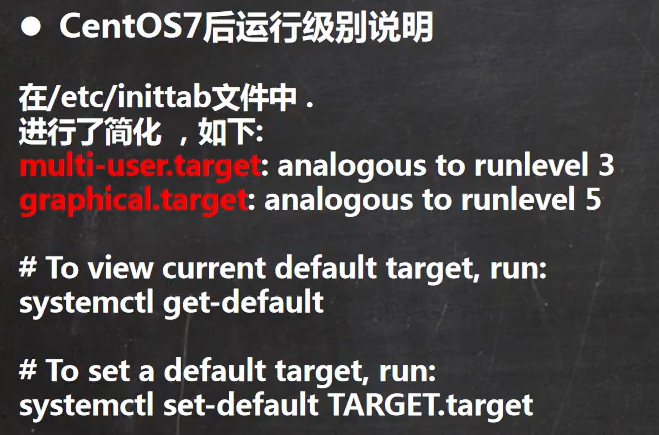 ● CentOS7后运行级别说明
在/etc/inittab文件中 .
进行了简化 ，如下:
multi-user.target: analogous to runlevel 3
graphical.target: analogous to runlevel 5
# To view current default target, run:
systemctl get-default
# To set a default target, run:
systemctl set-default TARGET.target